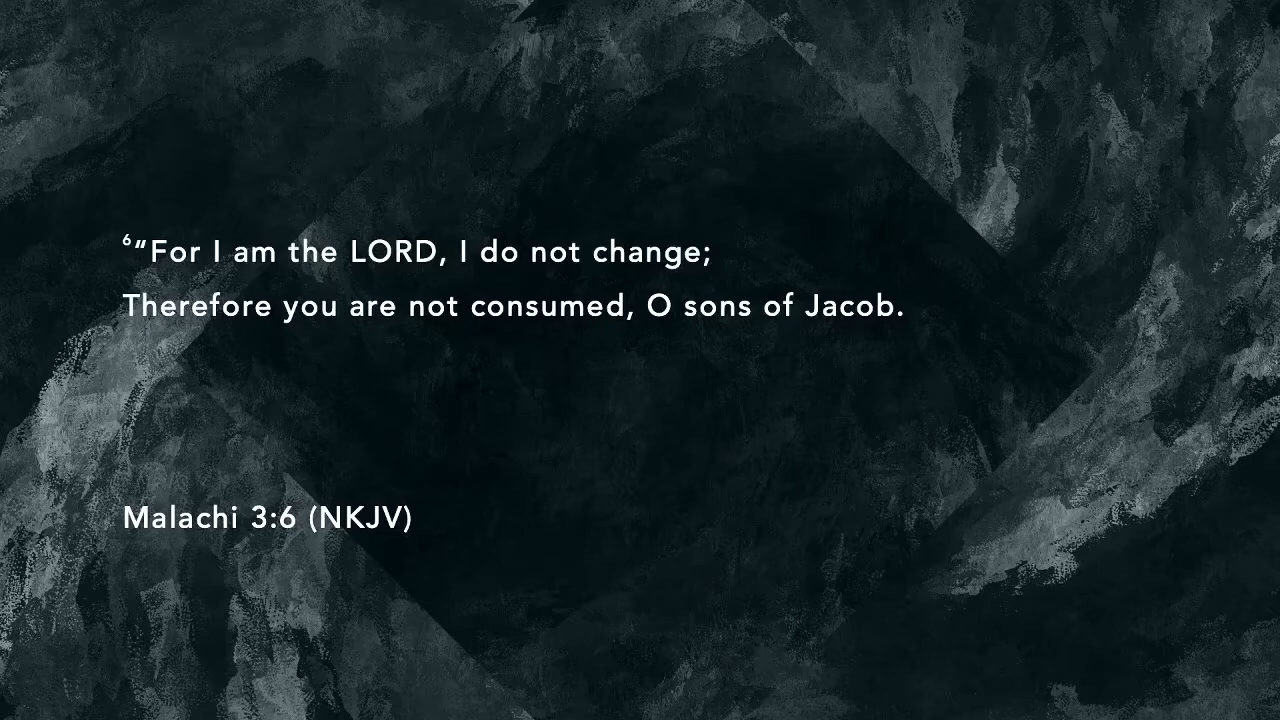 ⁶“For I am the LORD, I do not change;
Therefore you are not consumed, O sons of Jacob.
Malachi 3:6 (NKJV)